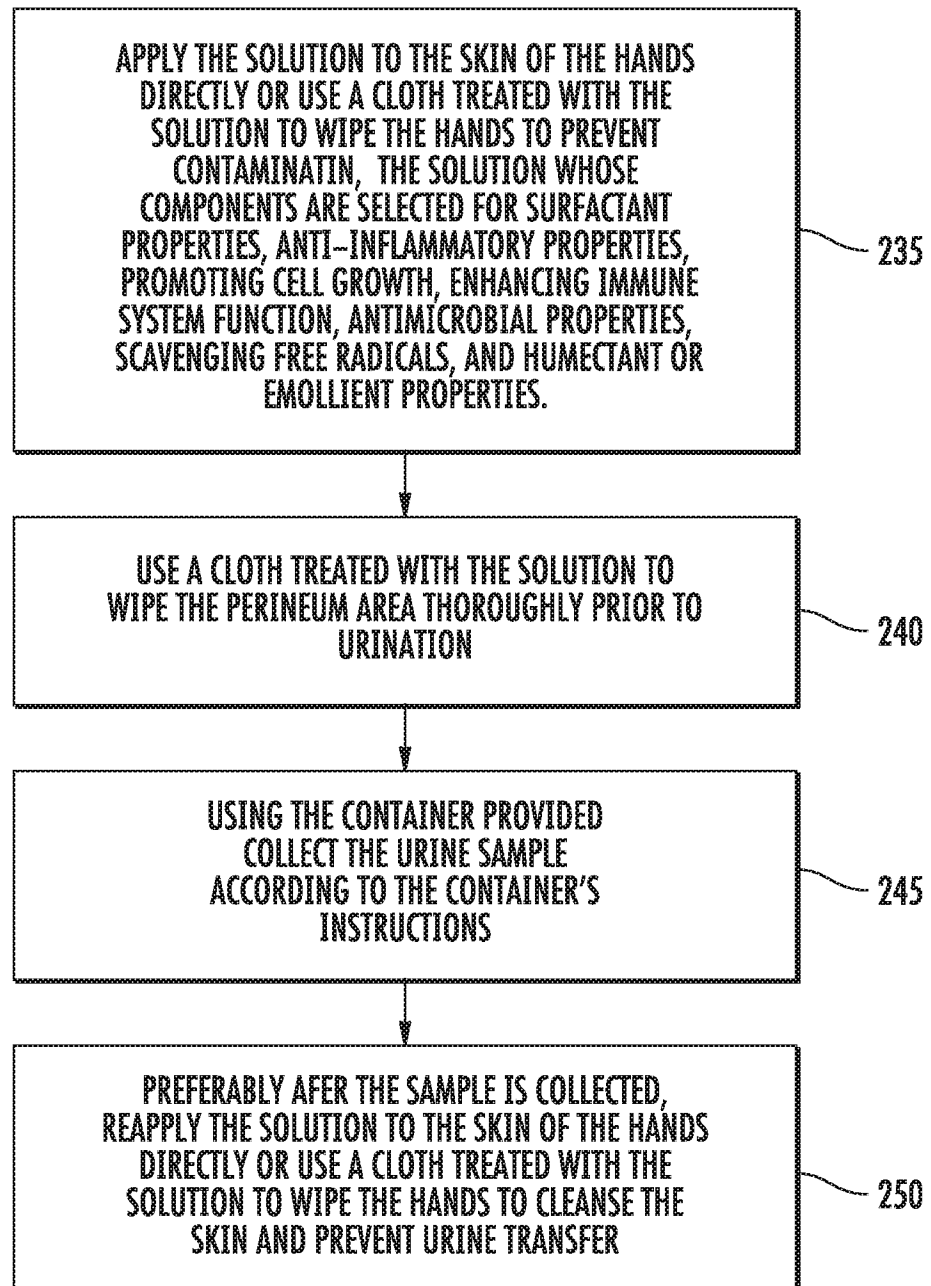 APPLY THE SOLUTION TO THE SKIN OF THE HANDS
DIRECTLY OR USE A CLOTH TREATED WITH THE
SOLUTION TO WIPE THE HANDS TO PREVENT
CONTAMINATIN, THE SOLUTION WHOSE
COMPONENTS ARE SELECTED FOR SURFACTANT
PROPERTIES, ANTI-INFLAMMATORY PROPERTIES,
PROMOTING CELL GROWTH, ENHANCING IMMUNE
SYSTEM FUNCTION, ANTIMICROBIAL PROPERTIES,
SCAVENGING FREE RADICALS, AND HUMECTANT OR
EMOLLIENT PROPERTIES.
235
USE A CLOTH TREATED WITH THE SOLUTION TO
WIPE THE PERINEUM AREA THOROUGHLY PRIOR TO
URINATION
240
USING THE CONTAINER PROVIDED
COLLECT THE URINE SAMPLE
ACCORDING TO THE CONTAINER'S
INSTRUCTIONS
245
PREFERABLY AFER THE SAMPLE IS COLLECTED,
REAPPLY THE SOLUTION TO THE SKIN OF THE HANDS
DIRECTLY OR USE A CLOTH TREATED WITH THE
SOLUTION TO WIPE THE HANDS TO CLEANSE THE
SKIN AND PREVENT URINE TRANSFER
250